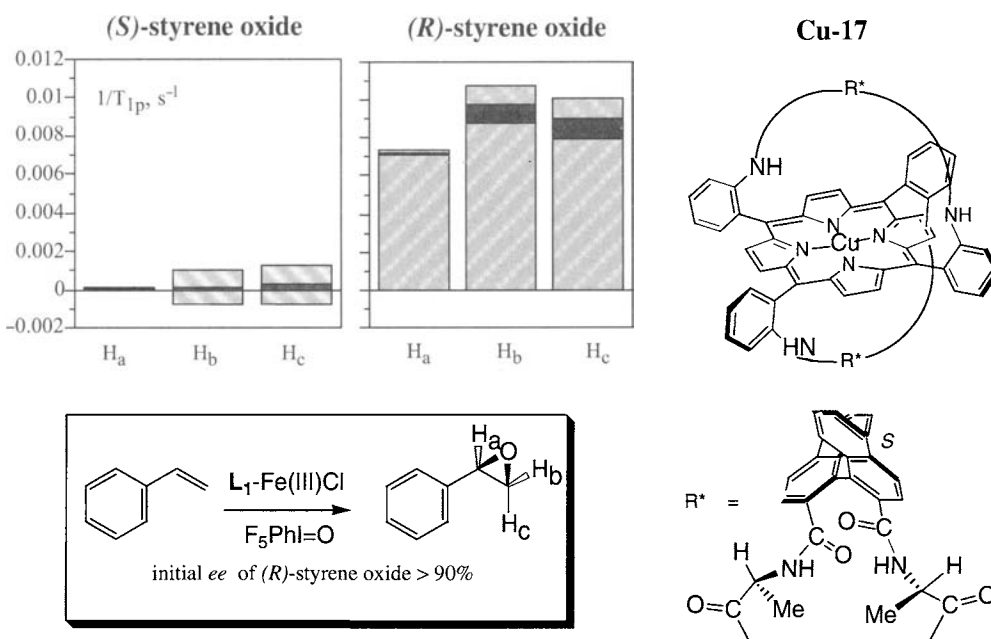 (S)-styrene oxide
(R)-styrene oxide
Cu-17
0.012
0.01
0.008
0.006
0.004
0.002
0
−0.002
1/T1p, s-1
Ha
Hb
Hc
Ha
Hb
Hc
R*
NH
N
N
Cu
N
N
NH
HN
R*
L1-Fe(III)Cl
F5PhI=O
Ha
O
Hb
Hc
initial ee of (R)-styrene oxide > 90%
S
R* =
O
C
C
O
H
NH
HN
H
O
C
Me
Me
C
O